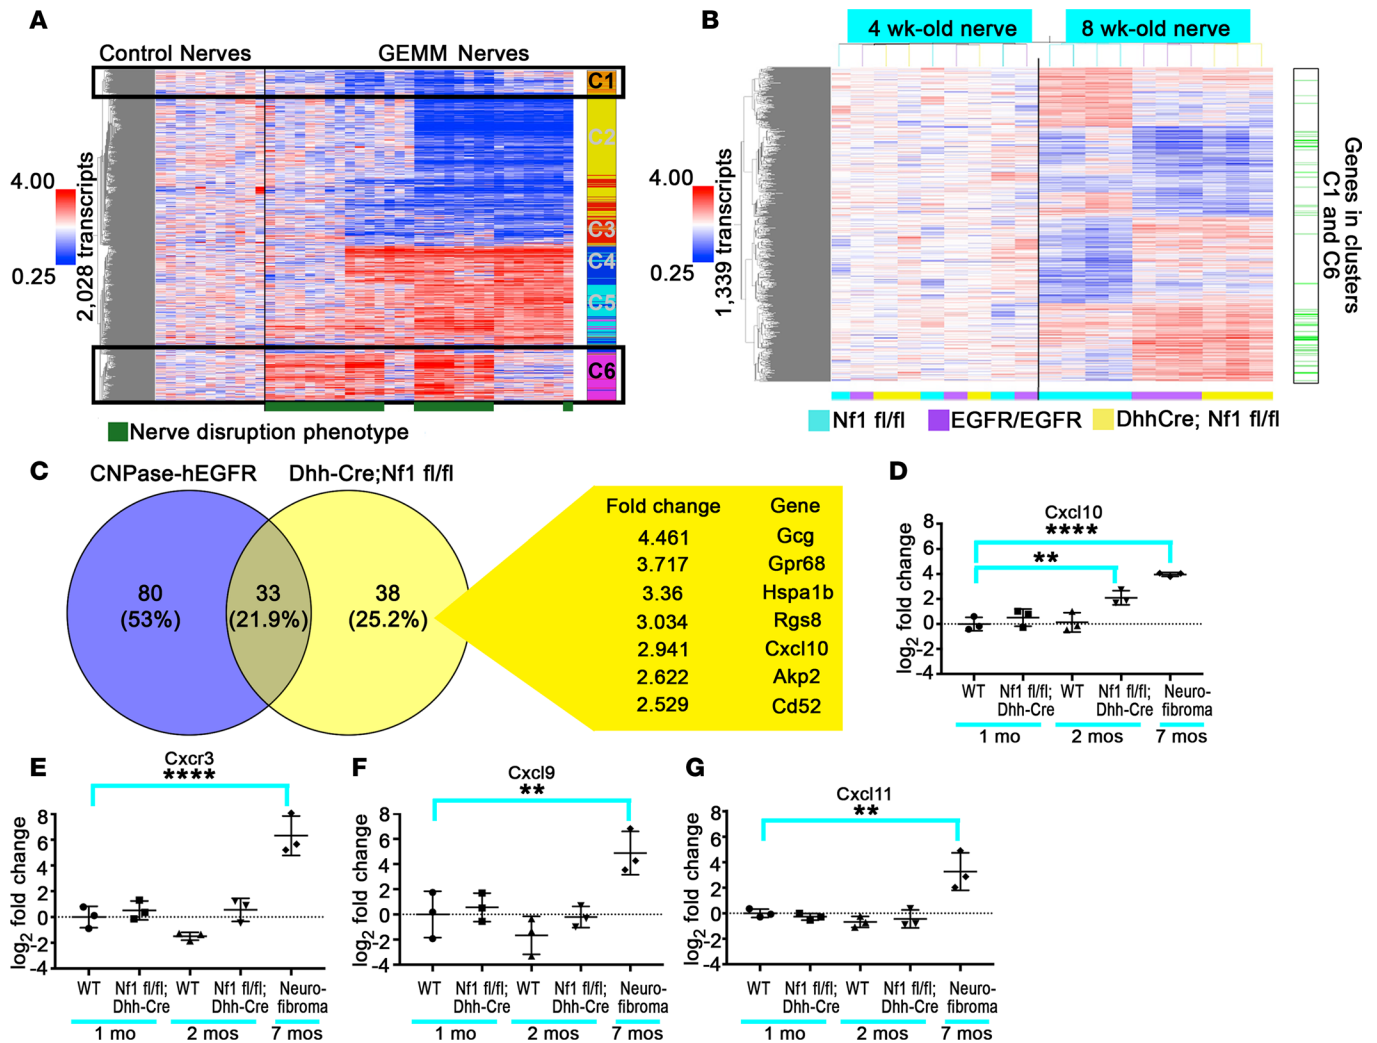 A
Control Nerves
GEMM Nerves
4.00
0.25
2,028 transcripts
C1
C2
C3
C4
C5
C6
Nerve disruption phenotype
B
4 wk-old nerve
8 wk-old nerve
4.00
0.25
1,339 transcripts
Genes in clusters
C1 and C6
Nf1 fl/fl
EGFR/EGFR
DhhCre; Nf1 fl/fl
C
CNPase-hEGFR
Dhh-Cre;Nf1 fl/fl
80
(53%)
33
(21.9%)
38
(25.2%)
Fold change Gene
4.461 Gcg
3.717 Gpr68
3.36 Hspa1b
3.034 Rgs8
2.941 Cxcl10
2.622 Akp2
2.529 Cd52
D
Cxcl10
****
**
log2 fold change
8
6
4
2
0
-2
-4
WT
Nf1 fl/fl;
Dhh-Cre
WT
Nf1 fl/fl;
Dhh-Cre
Neuro-
fibroma
1 mo
2 mos
7 mos
E
Cxcr3
****
log2 fold change
8
6
4
2
0
-2
-4
WT
Nf1 fl/fl;
Dhh-Cre
WT
Nf1 fl/fl;
Dhh-Cre
Neuro-
fibroma
1 mo
2 mos
7 mos
F
Cxcl9
**
log2 fold change
8
6
4
2
0
-2
-4
WT
Nf1 fl/fl;
Dhh-Cre
WT
Nf1 fl/fl;
Dhh-Cre
Neuro-
fibroma
1 mo
2 mos
7 mos
G
Cxcl11
**
log2 fold change
8
6
4
2
0
-2
-4
WT
Nf1 fl/fl;
Dhh-Cre
WT
Nf1 fl/fl;
Dhh-Cre
Neuro-
fibroma
1 mo
2 mos
7 mos